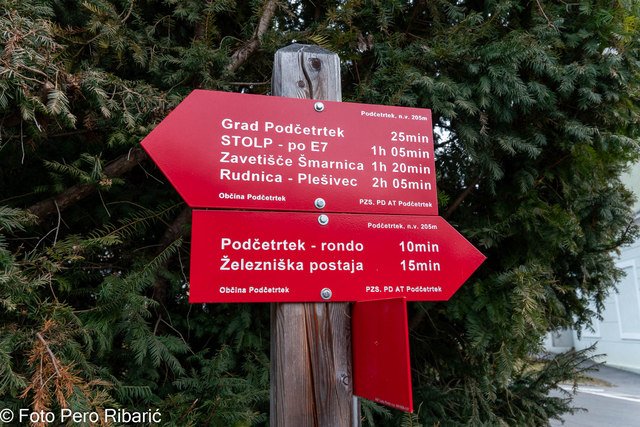 Podčetrtek, n.v. 205m
Grad Podčetrtek 25min
STOLP - po E7 1h 05min
Zavetišče Šmarnica 1h 20min
Rudnica - Plešivec 2h 05min
Občina Podčetrtek PZS, PD AT Podčetrtek
Podčetrtek, n.v. 205m
Podčetrtek - rondo 10min
Železniška postaja 15min
Občina Podčetrtek PZS, PD AT Podčetrtek
© Foto Pero Ribarić